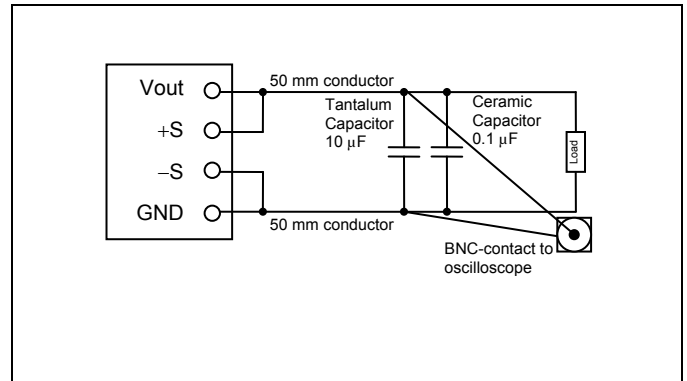 Vout
+S
−S
GND
50 mm conductor
Tantalum
Capacitor
10 μF
Ceramic
Capacitor
0.1 μF
Load
50 mm conductor
BNC-contact to
oscilloscope